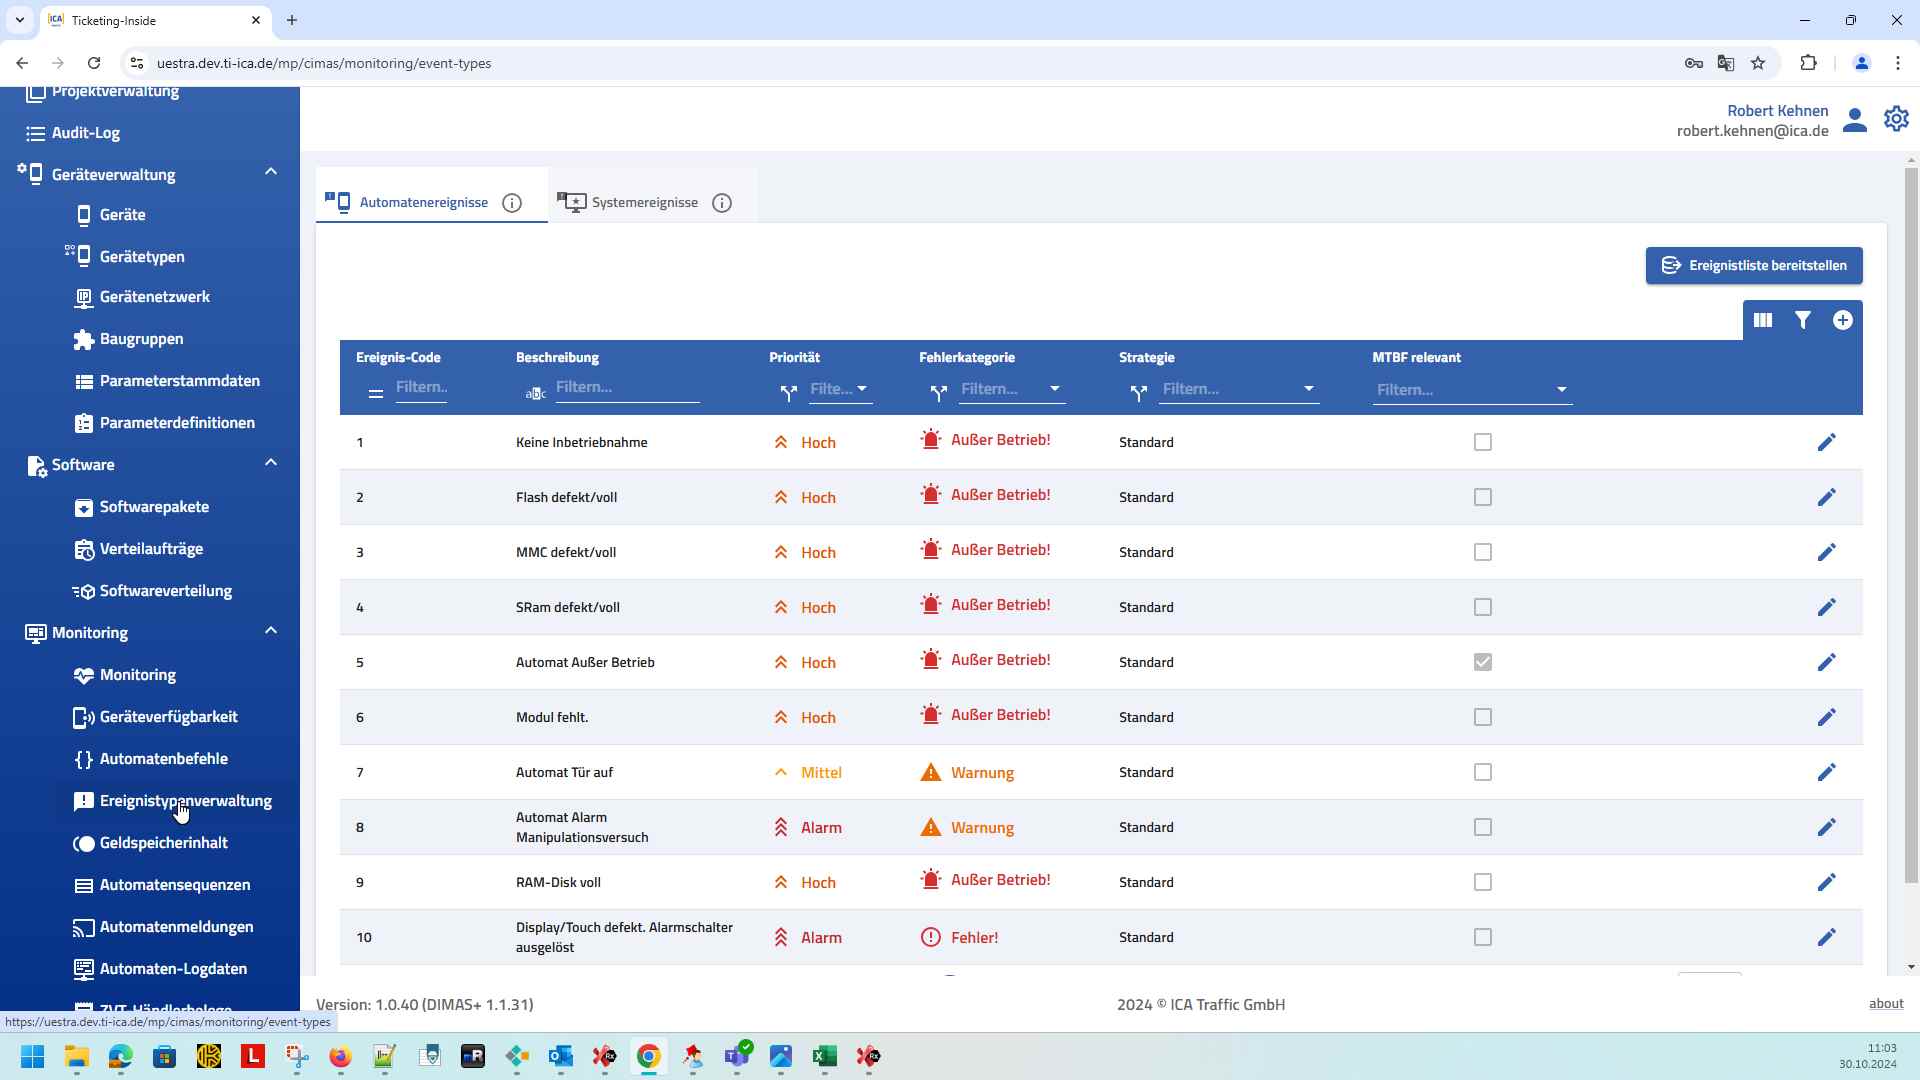 Ticketing-Inside
uestra.dev.ti-ica.de/mp/cimas/monitoring/event-types
Projektverwaltung
Audit-Log
Geräteverwaltung
Geräte
Gerätetypen
Gerätenetzwerk
Baugruppen
Parameterstammdaten
Parameterdefinitionen
Software
Softwarepakete
Verteilaufträge
Softwareverteilung
Monitoring
Monitoring
Geräteverfügbarkeit
Automatenbefehle
Ereignistypenverwaltung
Geldspeicherinhalt
Automatensequenzen
Automatenmeldungen
Automaten-Logdaten
ZVT-Händlerbelege
https://uestra.dev.ti-ica.de/mp/cimas/monitoring/event-types
Robert Kehnen
robert.kehnen@ica.de
Automatenereignisse
Systemereignisse
Ereignistliste bereitstellen
Ereignis-Code Beschreibung Priorität Fehlerkategorie Strategie MTBF relevant
Filtern.. Filtern... Filte... Filtern... Filtern... Filtern...
1 Keine Inbetriebnahme Hoch Außer Betrieb! Standard
2 Flash defekt/voll Hoch Außer Betrieb! Standard
3 MMC defekt/voll Hoch Außer Betrieb! Standard
4 SRam defekt/voll Hoch Außer Betrieb! Standard
5 Automat Außer Betrieb Hoch Außer Betrieb! Standard
6 Modul fehlt. Hoch Außer Betrieb! Standard
7 Automat Tür auf Mittel Warnung Standard
8 Automat Alarm Manipulationsversuch Alarm Warnung Standard
9 RAM-Disk voll Hoch Außer Betrieb! Standard
10 Display/Touch defekt. Alarmschalter ausgelöst Alarm Fehler! Standard
Version: 1.0.40 (DIMAS+ 1.1.31)
2024 © ICA Traffic GmbH
about
11:03
30.10.2024